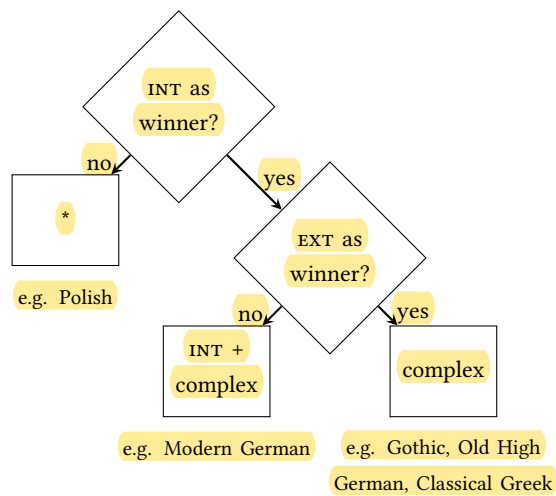 INT as
winner?
no
yes
*
e.g. Polish
EXT as
winner?
no
yes
INT +
complex
complex
e.g. Modern German
e.g. Gothic, Old High
German, Classical Greek